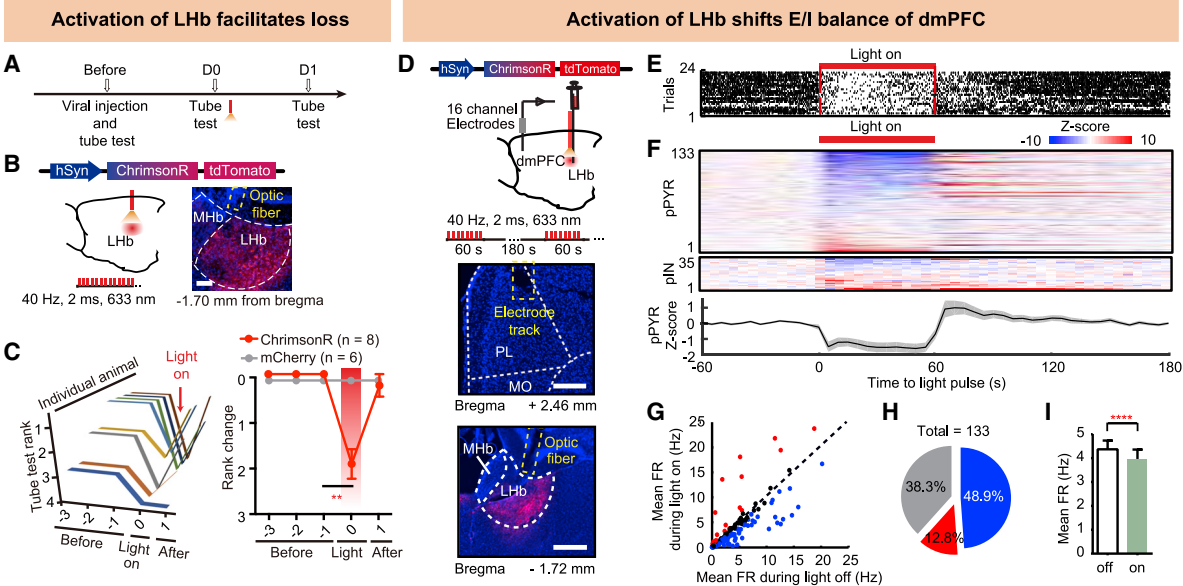 Activation of LHb facilitates loss
Activation of LHb shifts E/I balance of dmPFC
A
Before
D0
D1
Viral injection
and
tube test
Tube
test
Tube
test
B
hSyn
ChrimsonR
tdTomato
LHb
40 Hz, 2 ms, 633 nm
MHb
Optic
fiber
LHb
-1.70 mm from bregma
C
Individual animal
Light
on
Tube test rank
1
2
3
4
-3
-2
-1
0
1
Before
Light
on
After
ChrimsonR (n = 8)
mCherry (n = 6)
Rank change
0
1
2
**
-3
-2
-1
0
1
Before
Light
After
D
hSyn
ChrimsonR
tdTomato
16 channel
Electrodes
dmPFC
LHb
40 Hz, 2 ms, 633 nm
60 s
180 s
60 s
Electrode
track
PL
MO
Bregma + 2.46 mm
MHb
Optic
fiber
LHb
Bregma - 1.72 mm
E
Light on
24
Trials
1
Light on
Z-score
-10
10
F
133
pPYR
1
35
pIN
1
pPYR
Z-score
1
0
-1
-2
-60
0
60
120
180
Time to light pulse (s)
G
Mean FR
during light on (Hz)
25
20
15
10
5
0
0 5 10 15 20 25
Mean FR during light off (Hz)
H
Total = 133
38.3%
48.9%
12.8%
I
****
Mean FR (Hz)
5
4
3
2
1
0
off
on